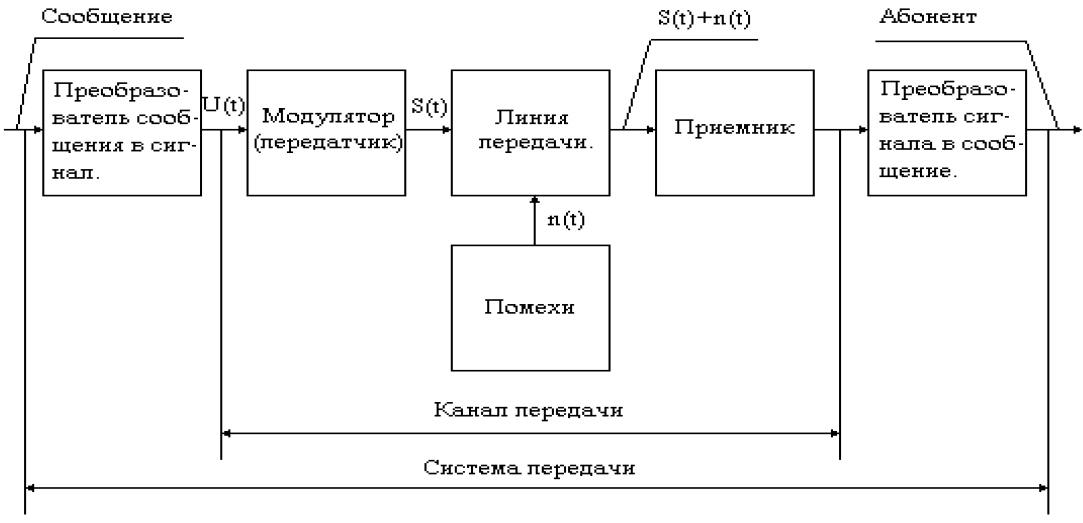 Сообщение
S(t)+n(t)
Абонент
Преобразо-
ватель сооб-
щения в сиг-
нал.
U(t)
Модулятор
(передатчик)
S(t)
Линия
передачи.
Приемник
Преобразо-
ватель сиг-
нала в сооб-
щение.
n(t)
Помехи
Канал передачи
Система передачи